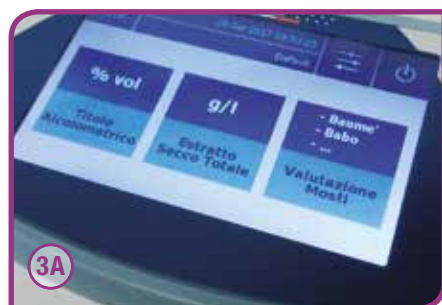 Default
% vol
Titolo
Alcolometrico
g/l
Estratto
Secco Totale
- Baume'
- Babo
- ...
Valutazione
Mosti
3A